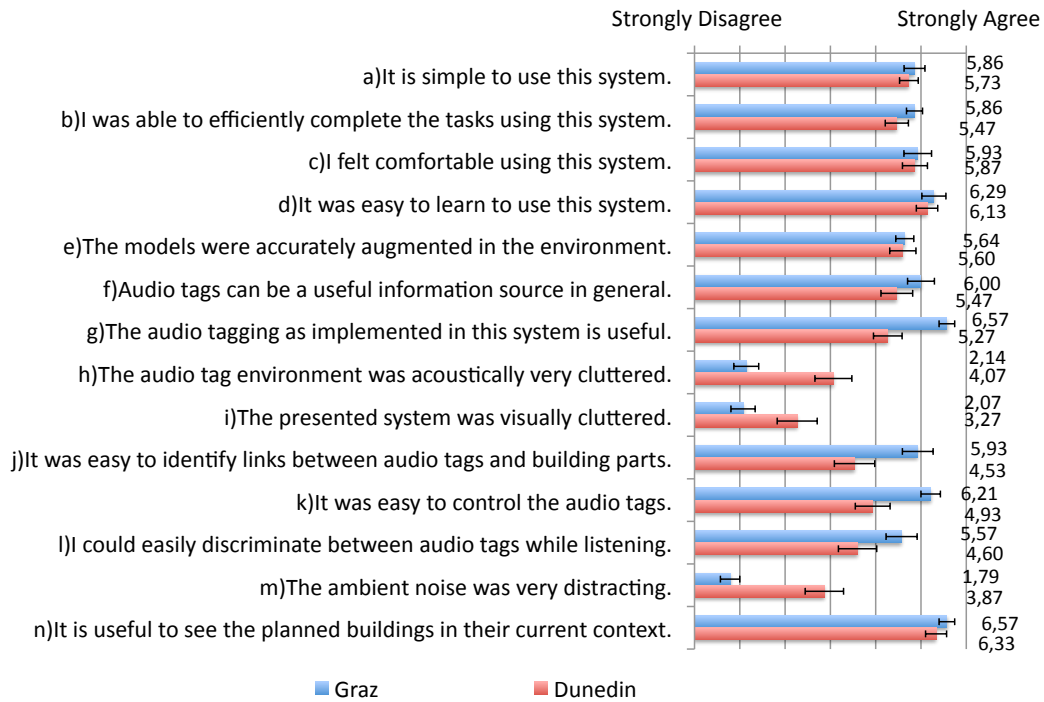 Strongly Disagree Strongly Agree
a)It is simple to use this system. 5,86
5,73
b)I was able to efficiently complete the tasks using this system. 5,86
5,47
c)I felt comfortable using this system. 5,93
5,87
d)It was easy to learn to use this system. 6,29
6,13
e)The models were accurately augmented in the environment. 5,64
5,60
f)Audio tags can be a useful information source in general. 6,00
5,47
g)The audio tagging as implemented in this system is useful. 6,57
5,27
h)The audio tag environment was acoustically very cluttered. 2,14
4,07
i)The presented system was visually cluttered. 2,07
3,27
j)It was easy to identify links between audio tags and building parts. 5,93
4,53
k)It was easy to control the audio tags. 6,21
4,93
l)I could easily discriminate between audio tags while listening. 5,57
4,60
m)The ambient noise was very distracting. 1,79
3,87
n)It is useful to see the planned buildings in their current context. 6,57
6,33
Graz Dunedin